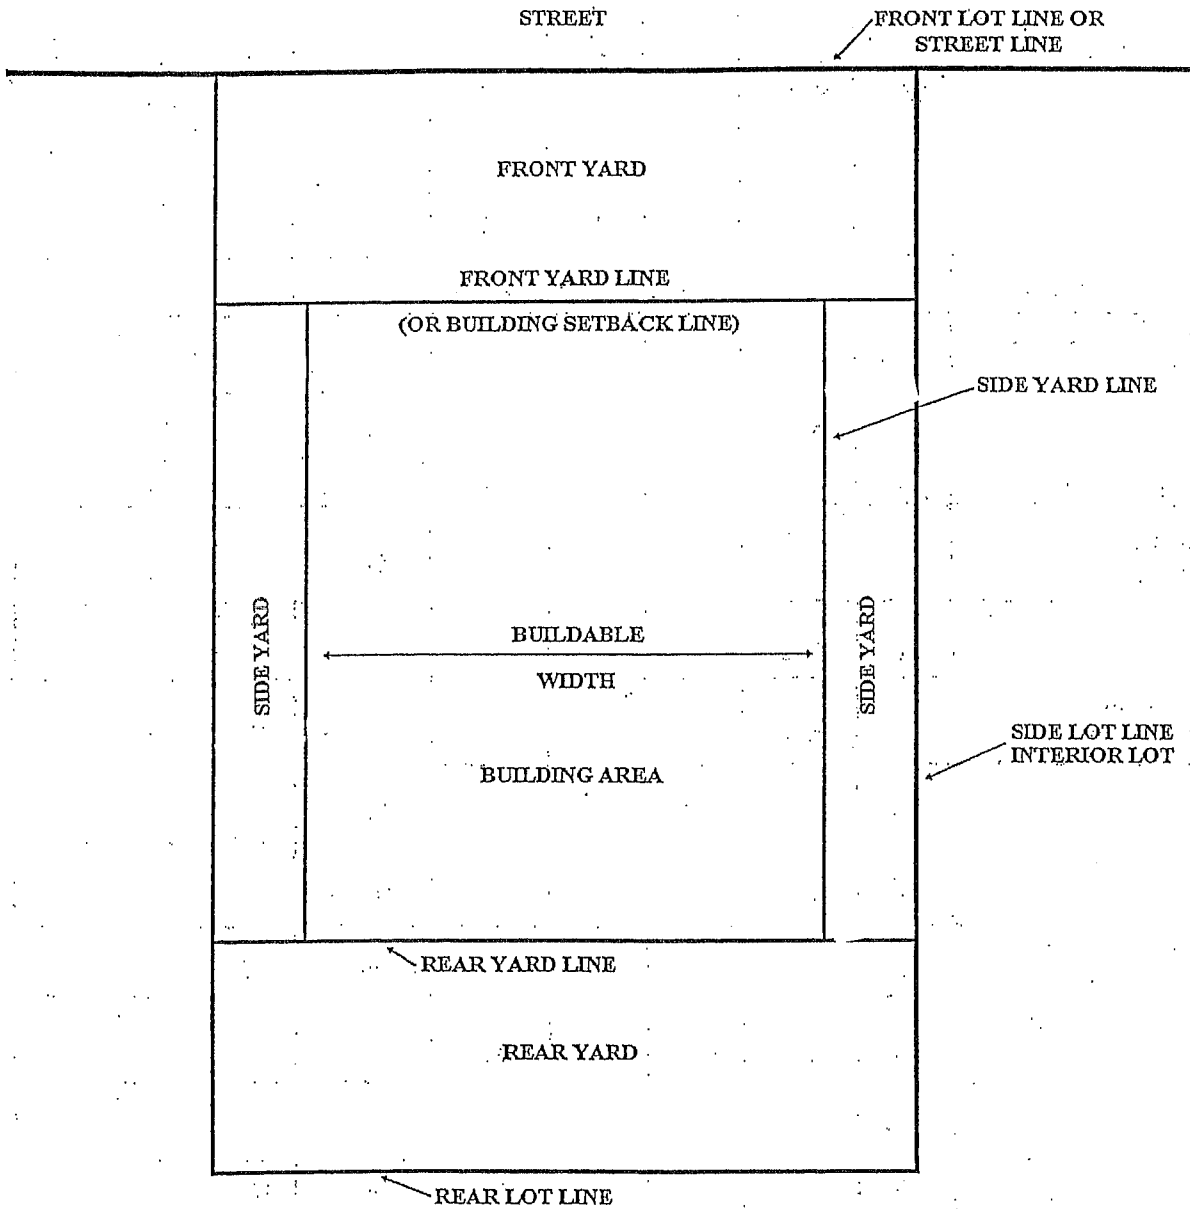 STREET
FRONT LOT LINE OR
STREET LINE
FRONT YARD
FRONT YARD LINE
(OR BUILDING SETBACK LINE)
SIDE YARD LINE
SIDE YARD
BUILDABLE
WIDTH
SIDE YARD
SIDE LOT LINE
INTERIOR LOT
BUILDING AREA
REAR YARD LINE
REAR YARD
REAR LOT LINE